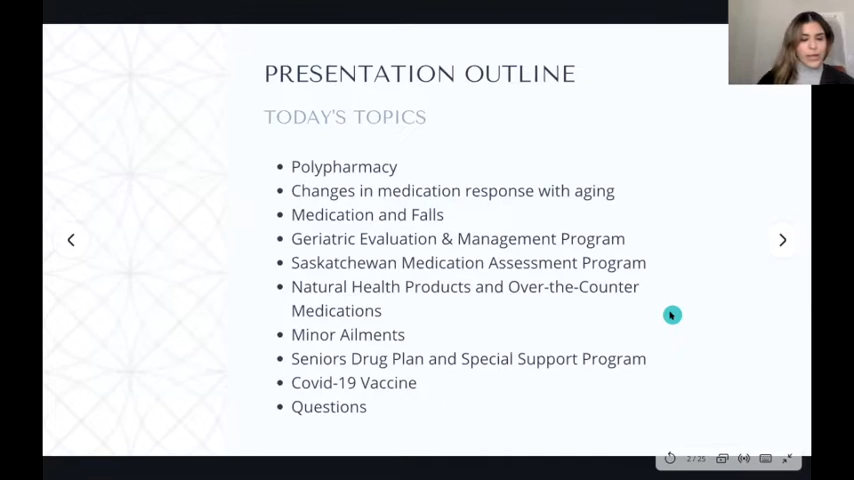 PRESENTATION OUTLINE
TODAY'S TOPICS
• Polypharmacy
• Changes in medication response with aging
• Medication and Falls
• Geriatric Evaluation & Management Program
• Saskatchewan Medication Assessment Program
• Natural Health Products and Over-the-Counter
Medications
• Minor Ailments
• Seniors Drug Plan and Special Support Program
• Covid-19 Vaccine
• Questions
2 / 25